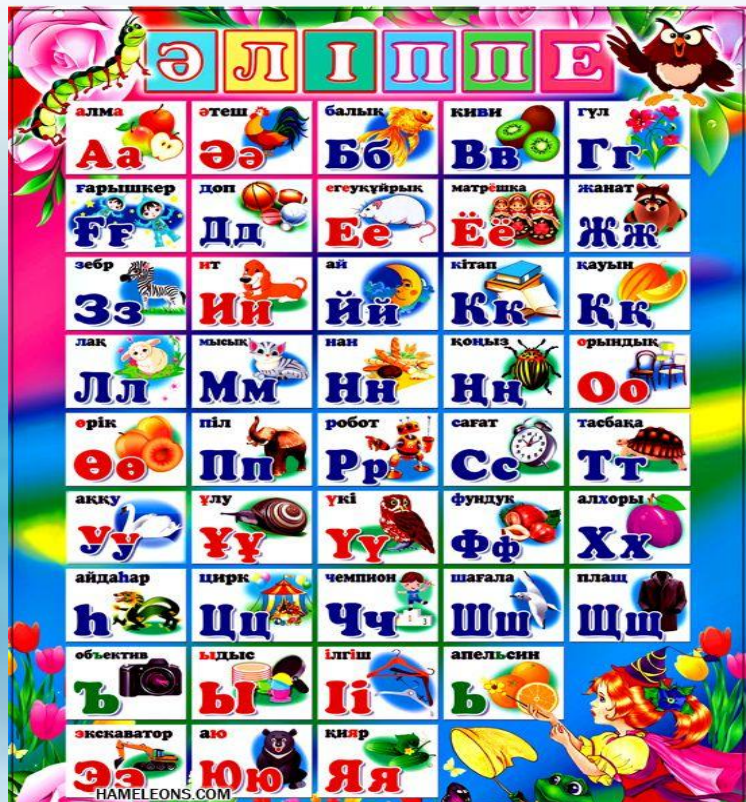 ӘЛІППЕ
алма әтеш балық киви гүл
Аа Әә Бб Вв Гг
ғарышкер доп егеуқұйрық матрёшка жанат
Ғғ Дд Ее Ёё Жж
зебр ит ай кітап қауын
Зз Ии Йй Кк Ққ
лақ мысық нан қоңыз орындық
Лл Мм Нн Ңң Оо
өрік піл робот сағат тасбақа
Өө Пп Рр Сс Тт
аққу ұлу үкі фундук алхоры
Уу Ұұ Үү Фф Хх
айдаһар цирк чемпион шағала плащ
һ Цц Чч Шш Щщ
объектив ыдыс ілгіш апельсин
Ъ Ы Іі Ь
экскаватор аю қияр
Ээ Юю Яя
HAMELEONS.COM